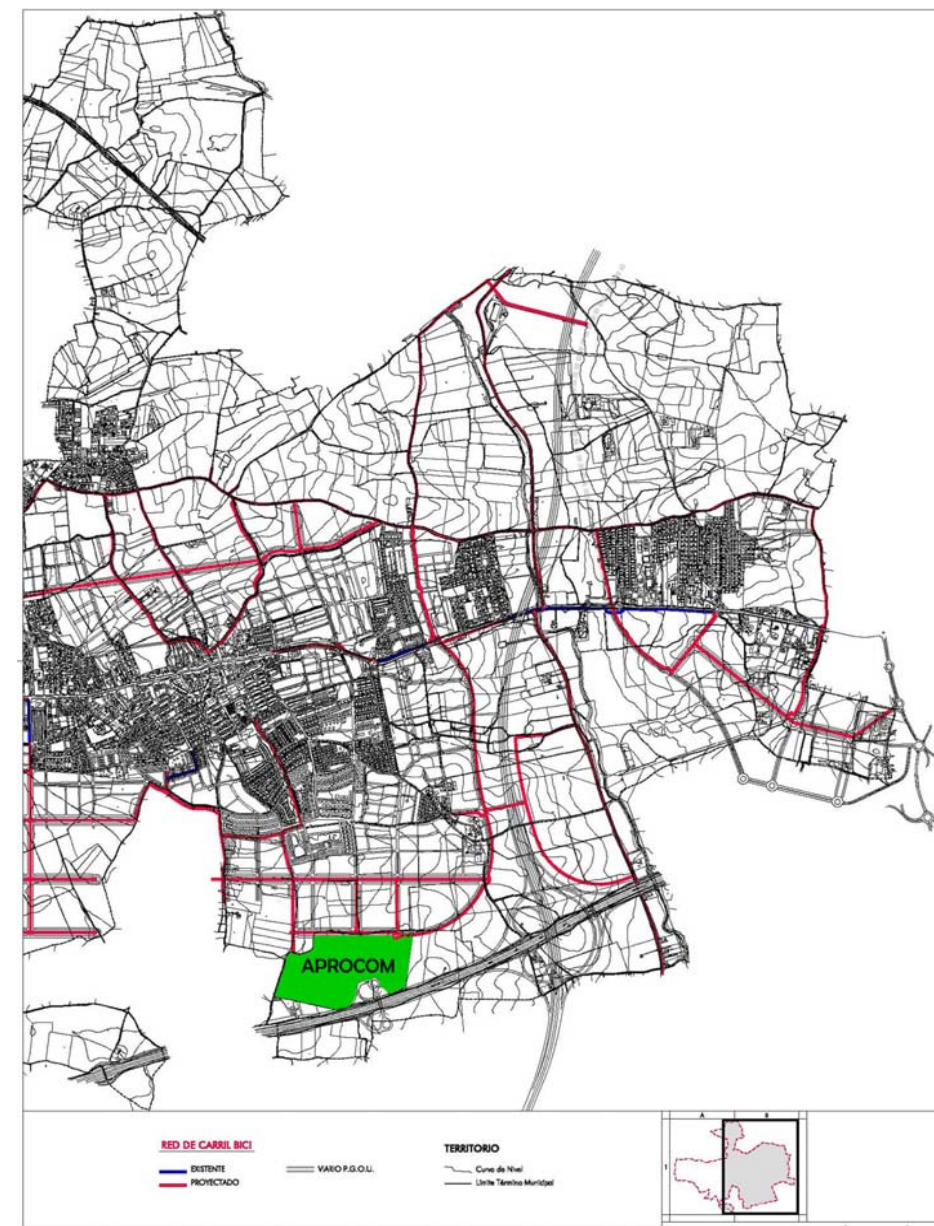 APROCOM
RED DE CARRIL BICI
EXISTENTE
PROYECTADO
VIARIO P.G.O.U.
TERRITORIO
Curva de Nivel
Límite Término Municipal
A B
1